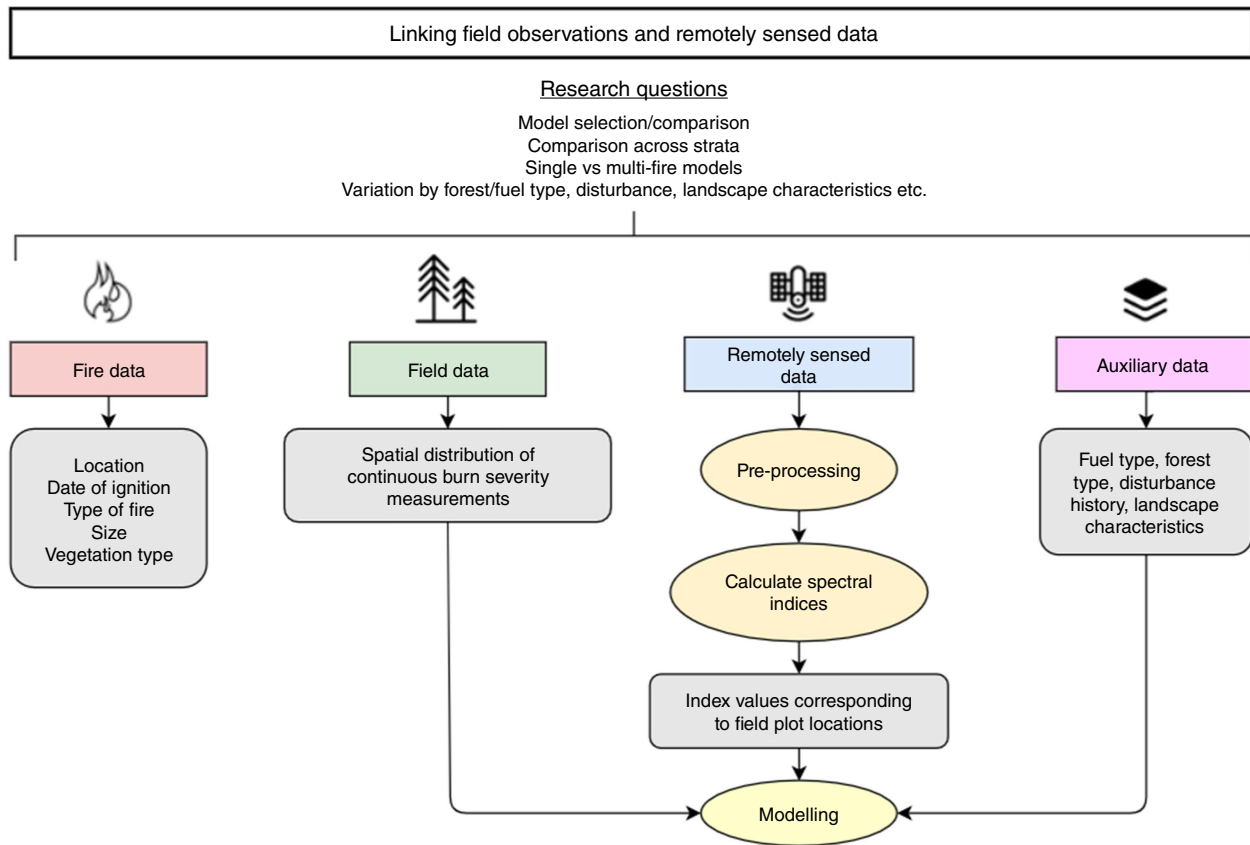 Linking field observations and remotely sensed data
Research questions
Model selection/comparison
Comparison across strata
Single vs multi-fire models
Variation by forest/fuel type, disturbance, landscape characteristics etc.
Fire data
Field data
Remotely sensed
data
Auxiliary data
Location
Date of ignition
Type of fire
Size
Vegetation type
Spatial distribution of
continuous burn severity
measurements
Pre-processing
Calculate spectral
indices
Index values corresponding
to field plot locations
Fuel type, forest
type, disturbance
history, landscape
characteristics
Modelling